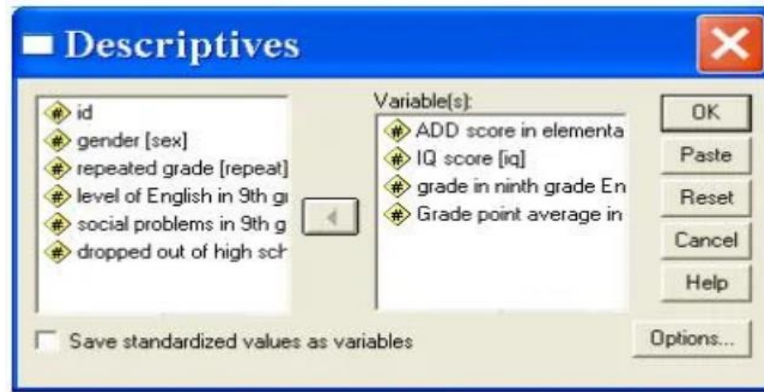 Descriptives
id
gender [sex]
repeated grade [repeat]
level of English in 9th gr
social problems in 9th g
dropped out of high sch
Variable(s):
ADD score in elementa
IQ score [iq]
grade in ninth grade En
Grade point average in
OK
Paste
Reset
Cancel
Help
Save standardized values as variables
Options...